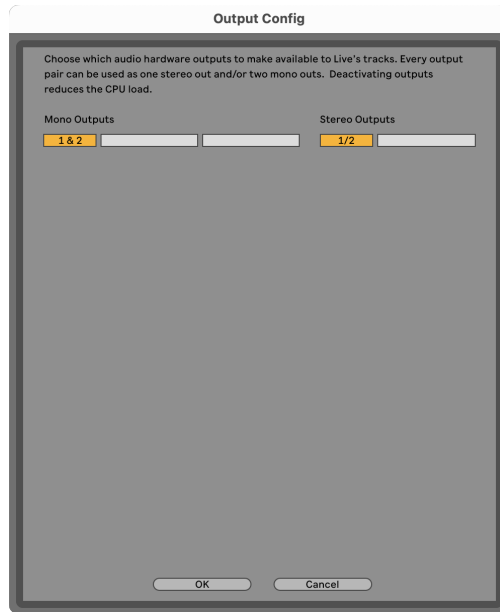 Output Config
Choose which audio hardware outputs to make available to Live's tracks. Every output
pair can be used as one stereo out and/or two mono outs. Deactivating outputs
reduces the CPU load.
Mono Outputs
Stereo Outputs
1 & 2
1/2
OK
Cancel